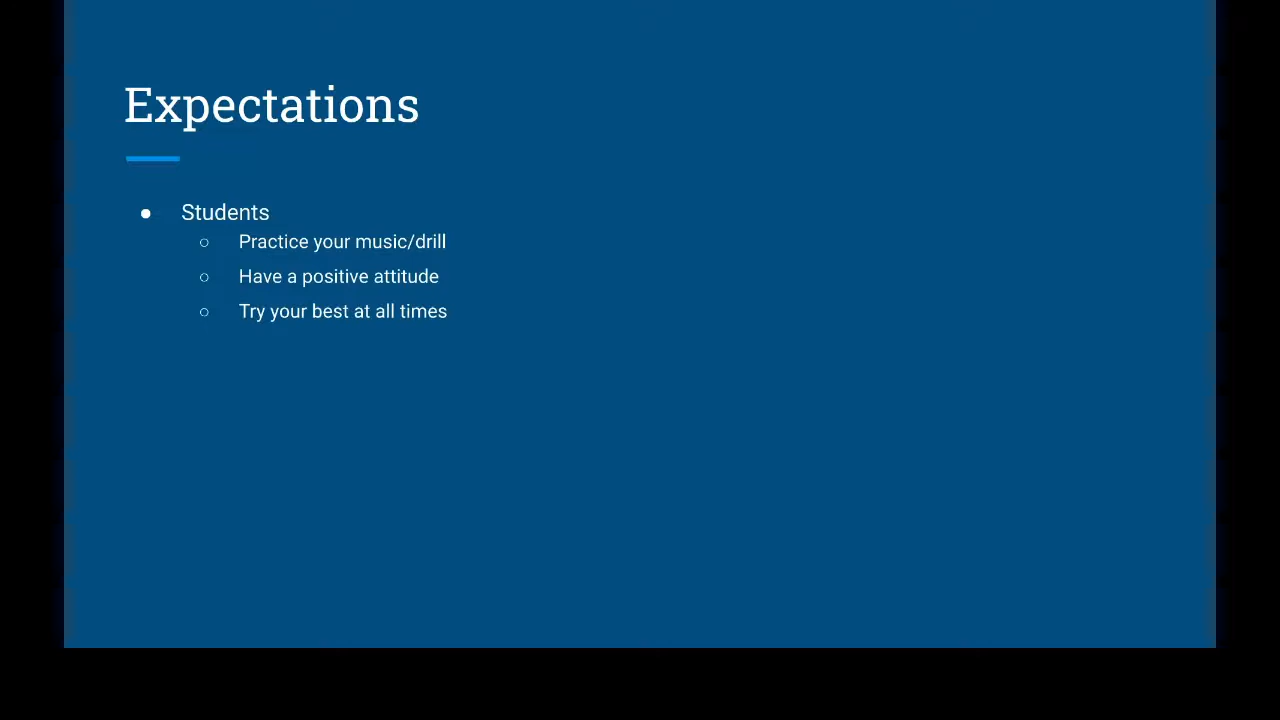 Expectations
● Students
○ Practice your music/drill
○ Have a positive attitude
○ Try your best at all times